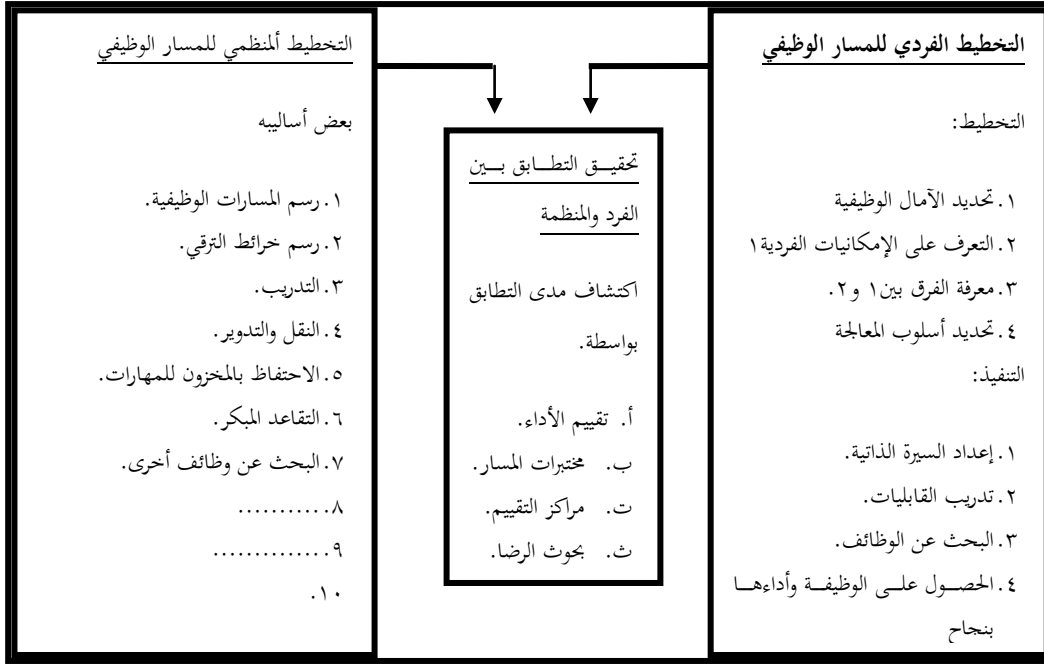 التخطيط الفردي للمسار الوظيفي
التخطيط:
١. تحديد الآمال الوظيفية
٢. التعرف على الإمكانيات الفردية١
٣. معرفة الفرق بين١ و٢.
٤. تحديد أسلوب المعالجة
التنفيذ:
١. إعداد السيرة الذاتية.
٢. تدريب القابليات.
٣. البحث عن الوظائف.
٤. الحصول على الوظيفة وأداءها
بنجاح
تحقيق التطابق بين
الفرد والمنظمة
اكتشاف مدى التطابق
بواسطة.
أ. تقييم الأداء.
ب. مختبرات المسار.
ت. مراكز التقييم.
ث. بحوث الرضا.
التخطيط ألمنظمي للمسار الوظيفي
بعض أساليبه
١. رسم المسارات الوظيفية.
٢. رسم خرائط الترقي.
٣. التدريب.
٤. النقل والتدوير.
٥. الاحتفاظ بالمخزون للمهارات.
٦. التقاعد المبكر.
٧. البحث عن وظائف أخرى.
٨...........
٩..............
١٠.